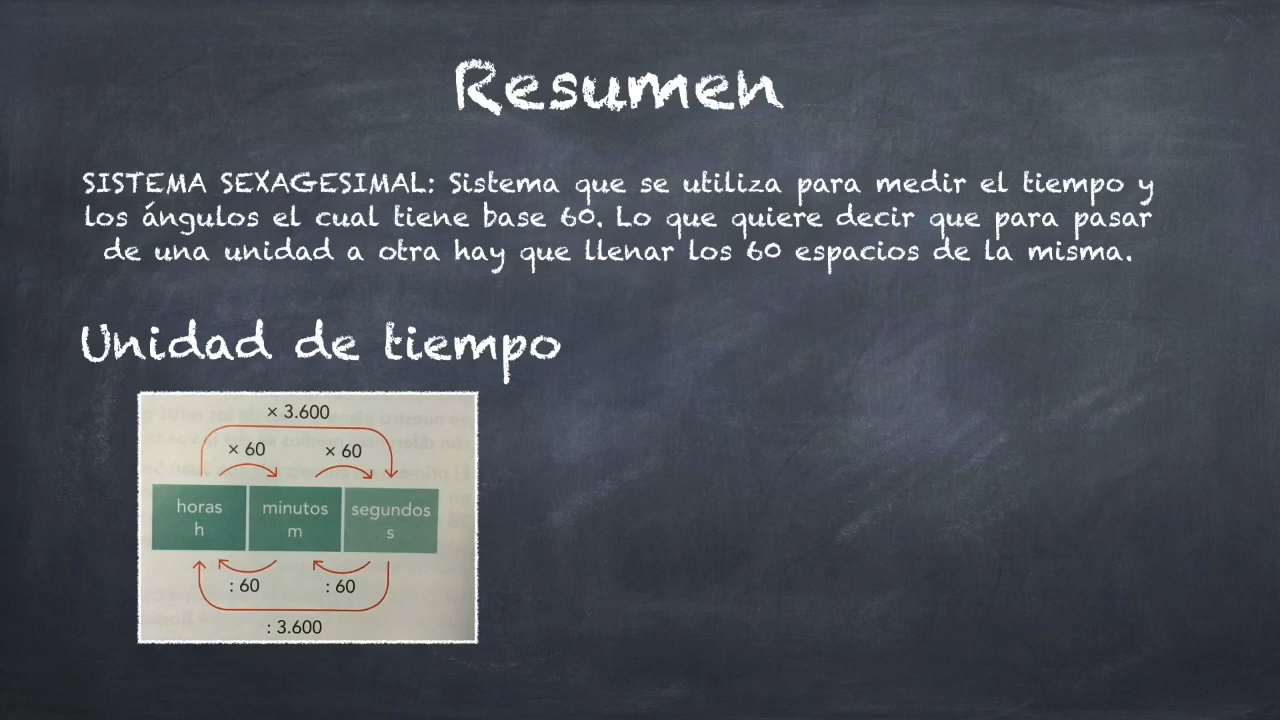 Resumen
SISTEMA SEXAGESIMAL: Sistema que se utiliza para medir el tiempo y
los ángulos el cual tiene base 60. Lo que quiere decir que para pasar
de una unidad a otra hay que llenar los 60 espacios de la misma.
Unidad de tiempo
× 3.600
× 60 × 60
horas minutos segundos
h m s
: 60 : 60
: 3.600